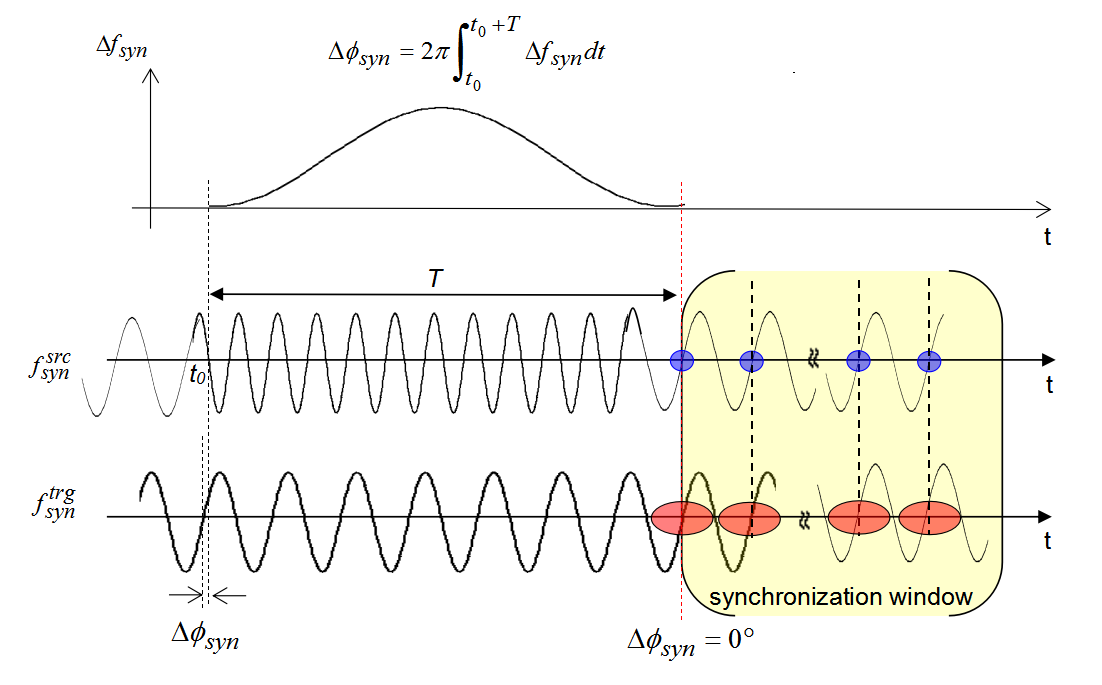 Δf_syn
Δϕ_syn = 2π ∫_{t_0}^{t_0+T} Δf_syn dt
t
T
f_syn^src
t_0
t
f_syn^trg
t
synchronization window
Δϕ_syn
Δϕ_syn = 0°